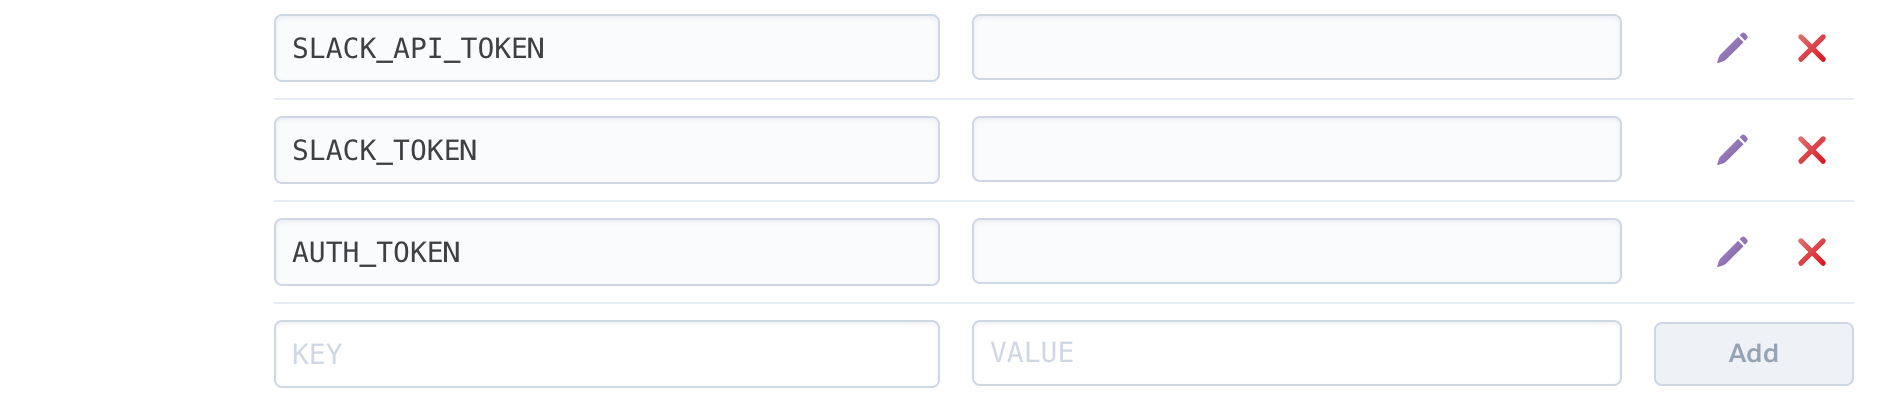 SLACK_API_TOKEN
SLACK_TOKEN
AUTH_TOKEN
KEY VALUE Add